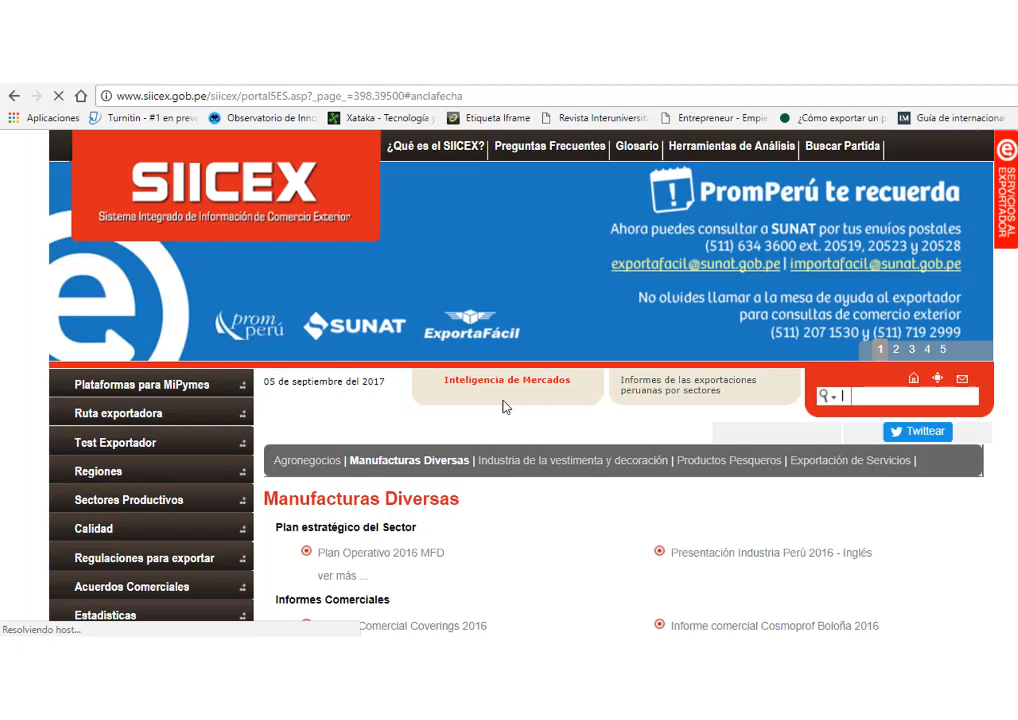 www.siicex.gob.pe/siicex/portal5ES.asp?_page_=398.39500#anclafecha
Aplicaciones
Turnitin - #1 en preve
Observatorio de Inno
Xataka - Tecnología y
Etiqueta Iframe
Revista Interuniversita
Entrepreneur - Empie
¿Cómo exportar un p
Guía de internaciona
¿Qué es el SIICEX? | Preguntas Frecuentes | Glosario | Herramientas de Análisis | Buscar Partida |
SIICEX
Sistema Integrado de Información de Comercio Exterior
SERVICIOS AL
EXPORTADOR
PromPerú te recuerda
Ahora puedes consultar a SUNAT por tus envíos postales
(511) 634 3600 ext. 20519, 20523 y 20528
exportafacil@sunat.gob.pe | importafacil@sunat.gob.pe
No olvides llamar a la mesa de ayuda al exportador
para consultas de comercio exterior
(511) 207 1530 y (511) 719 2999
prom
perú
SUNAT
ExportaFácil
1 2 3 4 5
Plataformas para MiPymes
Ruta exportadora
Test Exportador
Regiones
Sectores Productivos
Calidad
Regulaciones para exportar
Acuerdos Comerciales
Estadísticas
05 de septiembre del 2017
Inteligencia de Mercados
Informes de las exportaciones
peruanas por sectores
Twittear
Agronegocios | Manufacturas Diversas | Industria de la vestimenta y decoración | Productos Pesqueros | Exportación de Servicios |
Manufacturas Diversas
Plan estratégico del Sector
Plan Operativo 2016 MFD
Presentación Industria Perú 2016 - Inglés
ver más ...
Informes Comerciales
Comercial Coverings 2016
Informe comercial Cosmoprof Boloña 2016
Resolviendo host...